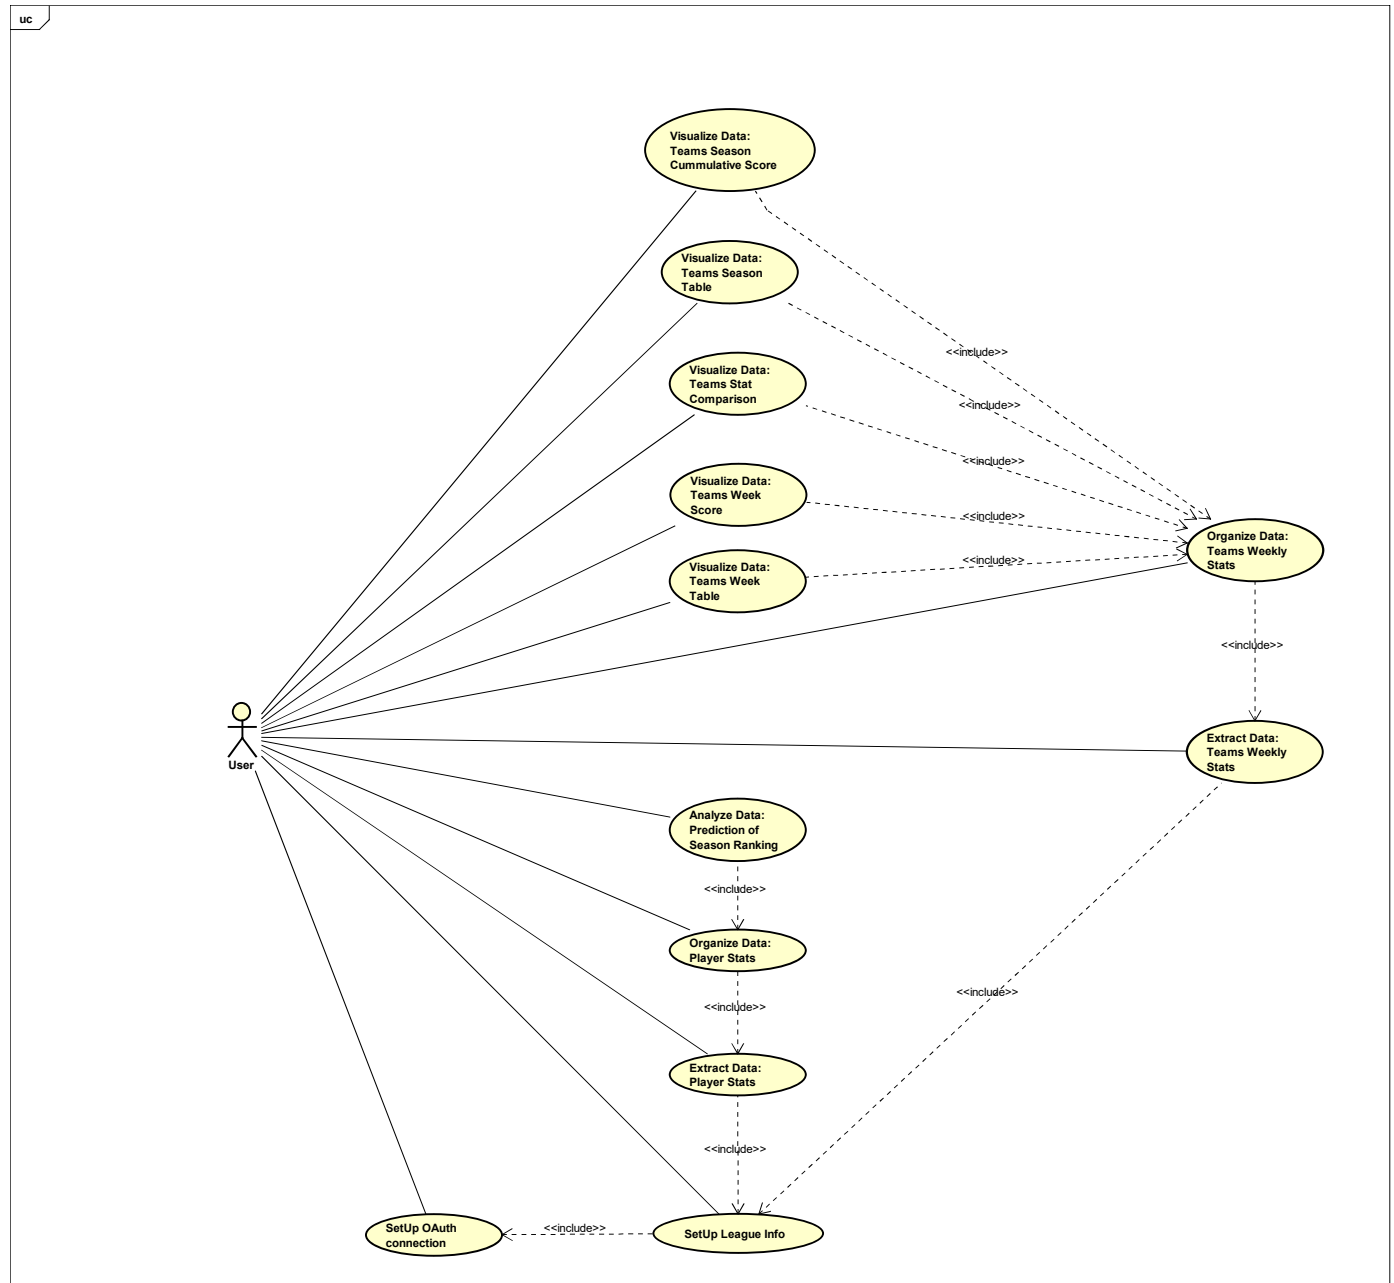 uc
Visualize Data:
Teams Season
Cummulative Score
Visualize Data:
Teams Season
Table
<<include>>
Visualize Data:
Teams Stat
Comparison
<<include>>
<<include>>
Visualize Data:
Teams Week
Score
<<include>>
Organize Data:
Teams Weekly
Stats
Visualize Data:
Teams Week
Table
<<include>>
<<include>>
User
Extract Data:
Teams Weekly
Stats
Analyze Data:
Prediction of
Season Ranking
<<include>>
Organize Data:
Player Stats
<<include>>
<<include>>
Extract Data:
Player Stats
<<include>>
SetUp OAuth
connection
<<include>>
SetUp League Info